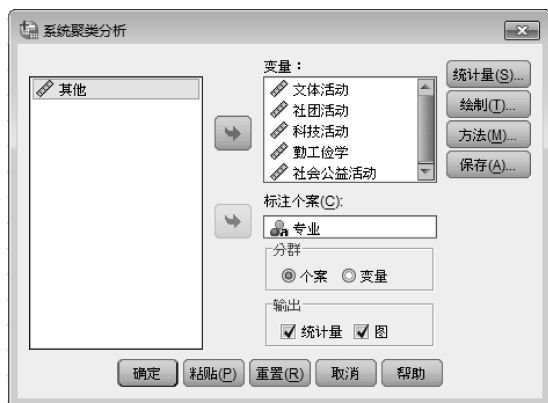 系统聚类分析
其他
变量：
文体活动
社团活动
科技活动
勤工俭学
社会公益活动
标注个案(C):
专业
分群
个案 变量
输出
统计量 图
统计量(S)...
绘制(T)...
方法(M)...
保存(A)...
确定 粘贴(P) 重置(R) 取消 帮助